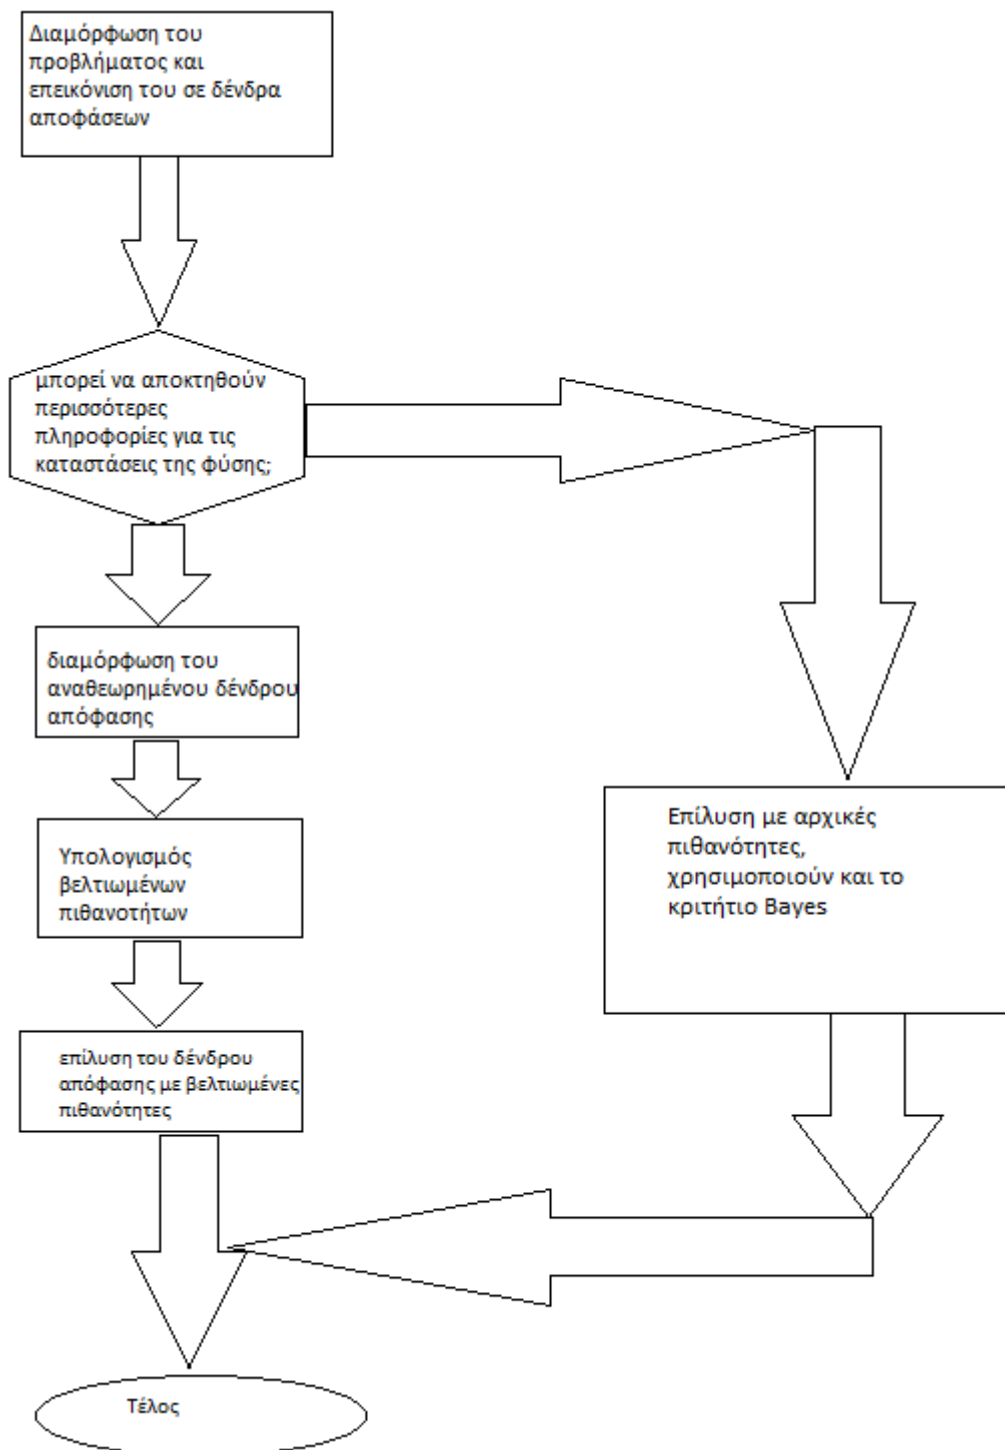 Διαμόρφωση του
προβλήματος και
επεικόνιση του σε δένδρα
αποφάσεων
μπορεί να αποκτηθούν
περισσότερες
πληροφορίες για τις
καταστάσεις της φύσης;
διαμόρφωση του
αναθεωρημένου δένδρου
απόφασης
Υπολογισμός
βελτιωμένων
πιθανοτήτων
επίλυση του δένδρου
απόφασης με βελτιωμένες
πιθανότητες
Επίλυση με αρχικές
πιθανότητες,
χρησιμοποιούν και το
κριτήτιο Bayes
Τέλος